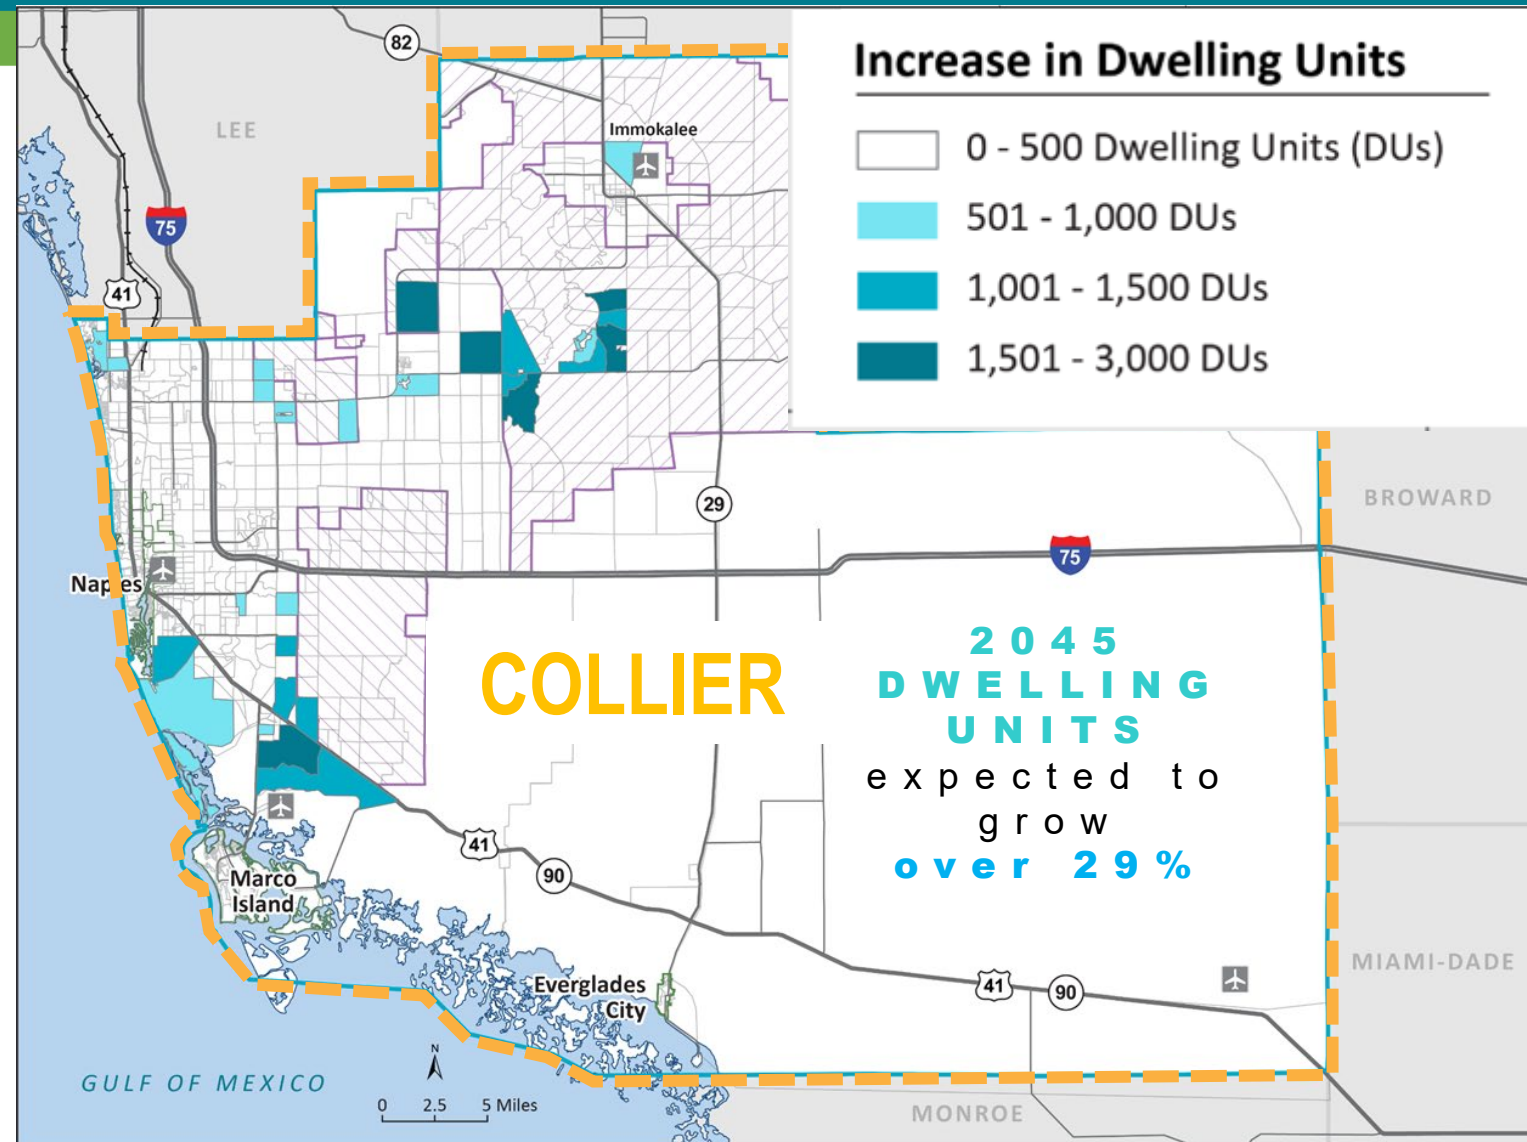 Increase in Dwelling Units
0 - 500 Dwelling Units (DUs)
501 - 1,000 DUs
1,001 - 1,500 DUs
1,501 - 3,000 DUs
82
LEE
Immokalee
75
41
29
BROWARD
75
Naples
COLLIER
2045
DWELLING
UNITS
expected to
grow
over 29%
41
90
Marco
Island
MIAMI-DADE
Everglades
City
41
90
N
GULF OF MEXICO
0 2.5 5 Miles
MONROE